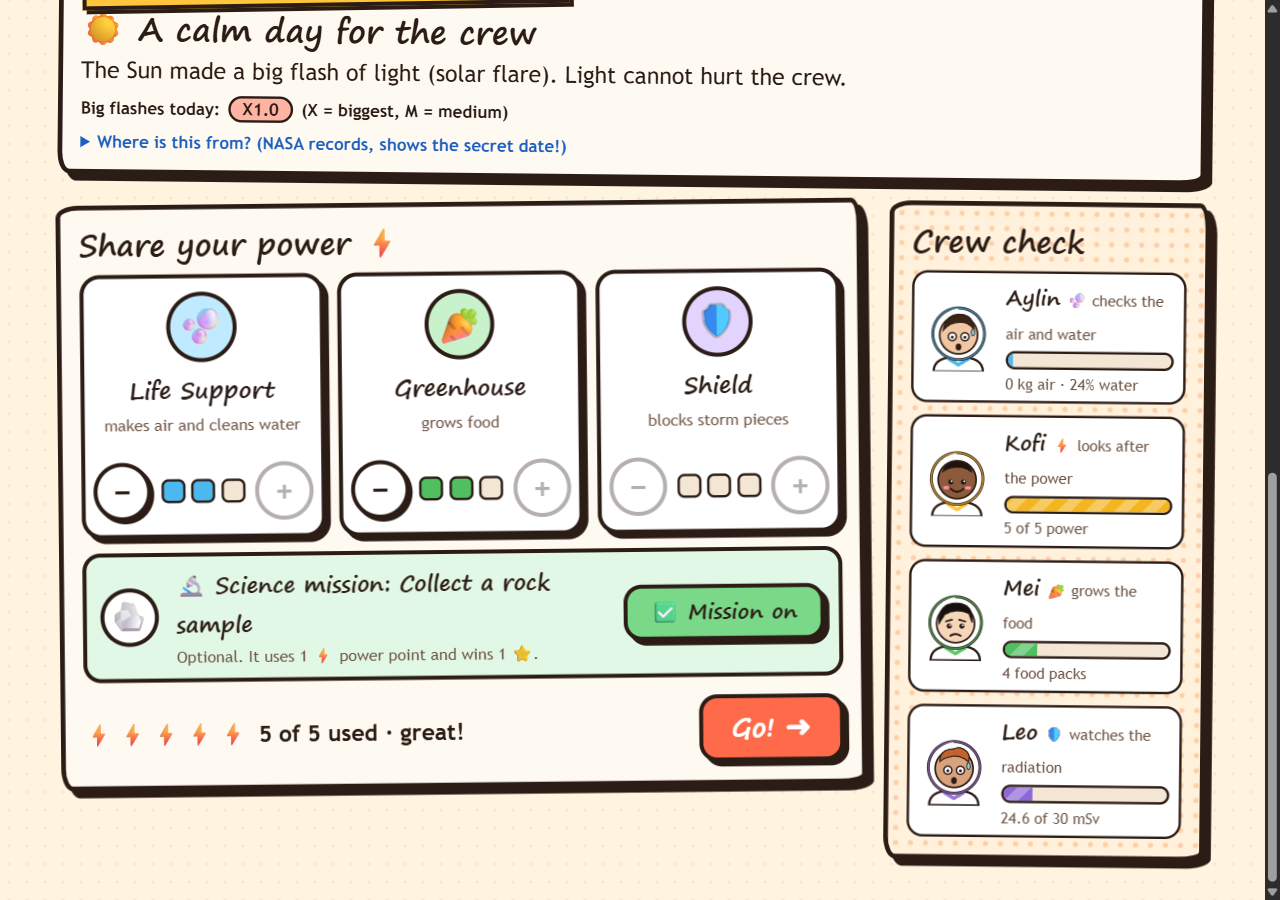 A calm day for the crew
The Sun made a big flash of light (solar flare). Light cannot hurt the crew.
Big flashes today: X1.0 (X = biggest, M = medium)
Where is this from? (NASA records, shows the secret date!)
Share your power
Life Support
makes air and cleans water
− +
Greenhouse
grows food
− +
Shield
blocks storm pieces
− +
Science mission: Collect a rock
sample
Optional. It uses 1 power point and wins 1 .
Mission on
5 of 5 used · great!
Go! →
Crew check
Aylin checks the
air and water
0 kg air · 24% water
Kofi looks after
the power
5 of 5 power
Mei grows the
food
4 food packs
Leo watches the
radiation
24.6 of 30 mSv